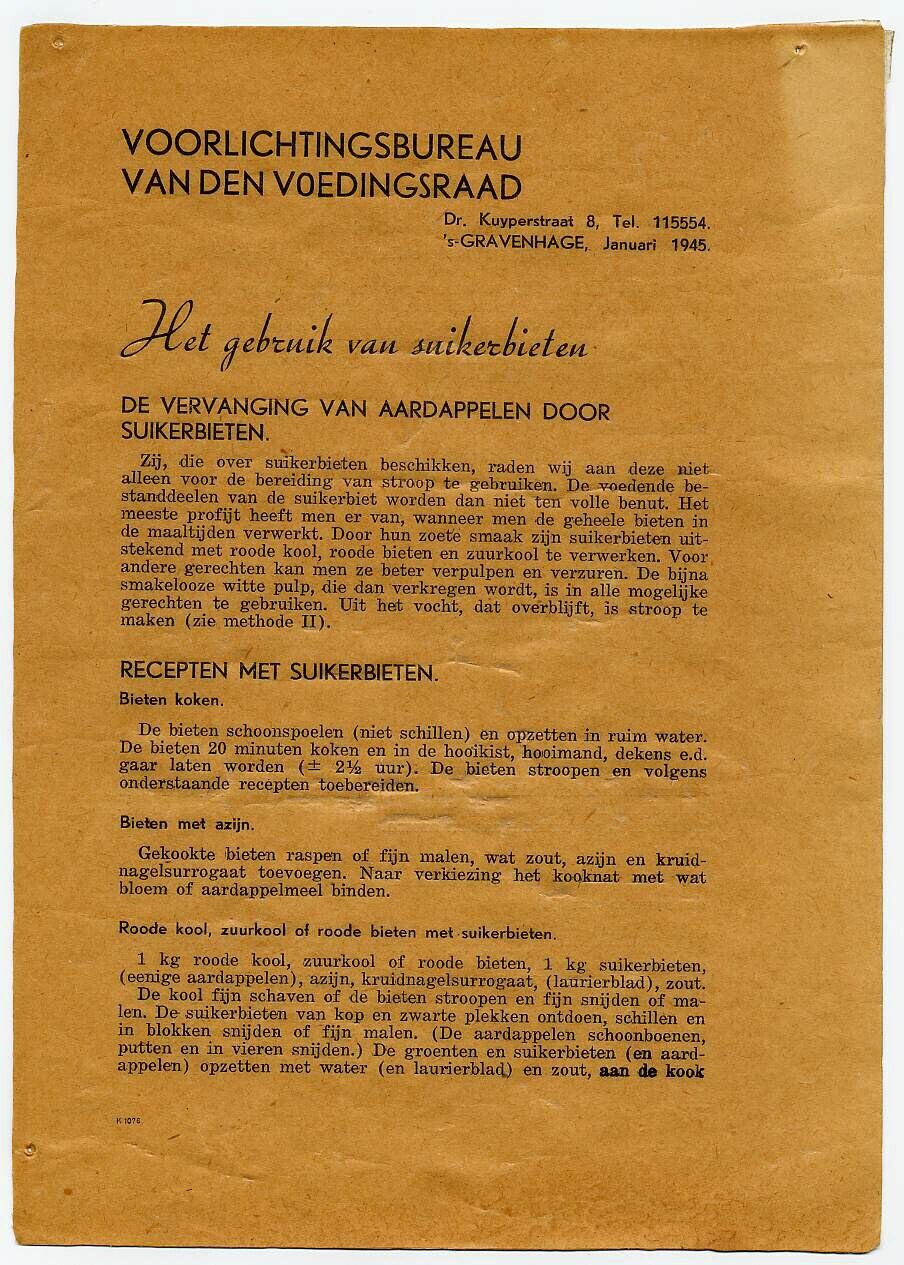 VOORLICHTINGSBUREAU
VAN DEN VOEDINGSRAAD
Dr. Kuyperstraat 8, Tel. 115554.
's-GRAVENHAGE, Januari 1945.
Het gebruik van suikerbieten
DE VERVANGING VAN AARDAPPELEN DOOR
SUIKERBIETEN.
Zij, die over suikerbieten beschikken, raden wij aan deze niet
alleen voor de bereiding van stroop te gebruiken. De voedende be-
standdeelen van de suikerbiet worden dan niet ten volle benut. Het
meeste profijt heeft men er van, wanneer men de geheele bieten in
de maaltijden verwerkt. Door hun zoete smaak zijn suikerbieten uit-
stekend met roode kool, roode bieten en zuurkool te verwerken. Voor
andere gerechten kan men ze beter verpulpen en verzuren. De bijna
smakelooze witte pulp, die dan verkregen wordt, is in alle mogelijke
gerechten te gebruiken. Uit het vocht, dat overblijft, is stroop te
maken (zie methode II).
RECEPTEN MET SUIKERBIETEN.
Bieten koken.
De bieten schoonspoelen (niet schillen) en opzetten in ruim water.
De bieten 20 minuten koken en in de hooikist, hooimand, dekens e.d.
gaar laten worden (± 2½ uur). De bieten stroopen en volgens
onderstaande recepten toebereiden.
Bieten met azijn.
Gekookte bieten raspen of fijn malen, wat zout, azijn en kruid-
nagelsurrogaat toevoegen. Naar verkiezing het kooknat met wat
bloem of aardappelmeel binden.
Roode kool, zuurkool of roode bieten met suikerbieten.
1 kg roode kool, zuurkool of roode bieten, 1 kg suikerbieten,
(eenige aardappelen), azijn, kruidnagelsurrogaat, (laurierblad), zout.
De kool fijn schaven of de bieten stroopen en fijn snijden of ma-
len. De suikerbieten van kop en zwarte plekken ontdoen, schillen en
in blokken snijden of fijn malen. (De aardappelen schoonboenen,
putten en in vieren snijden.) De groenten en suikerbieten (en aard-
appelen) opzetten met water (en laurierblad) en zout, aan de kook
K 1076